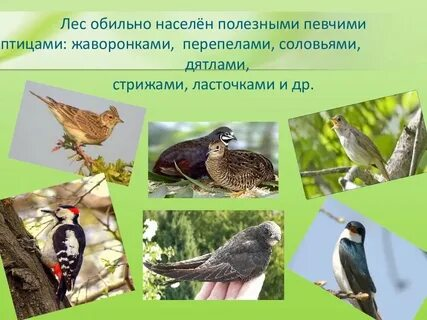 Лес обильно населён полезными певчими
птицами: жаворонками, перепелами, соловьями,
дятлами,
стрижами, ласточками и др.